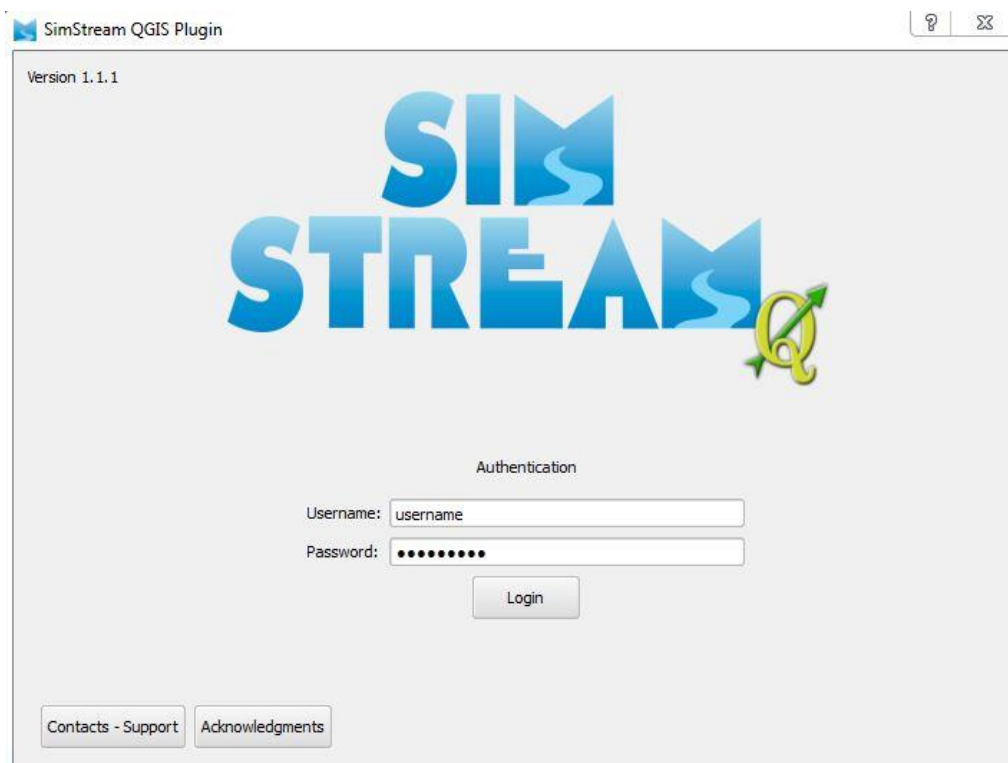 SimStream QGIS Plugin
Version 1.1.1
SIM
STREAM
Q
Authentication
Username: username
Password: •••••••••
Login
Contacts - Support Acknowledgments